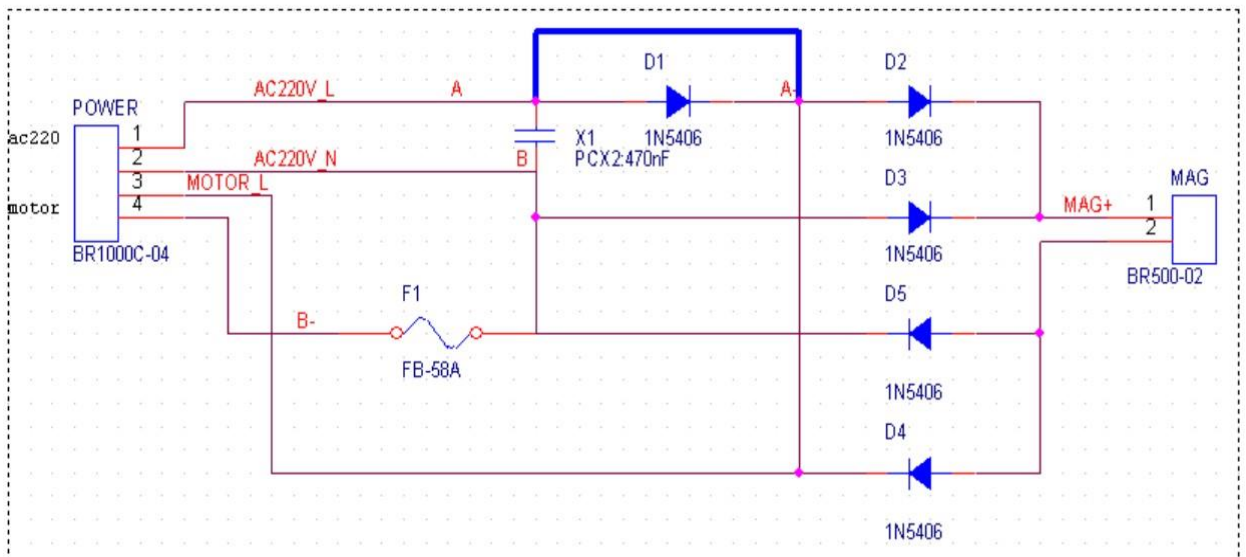 D1
D2
AC220V_L
A
A-
POWER
ac220
1
X1
1N5406
1N5406
2
AC220V_N
B
PCX2:470nF
3
MOTOR_L
D3
MAG
motor
4
MAG+
1
2
BR1000C-04
1N5406
BR500-02
F1
D5
B-
FB-58A
1N5406
D4
1N5406